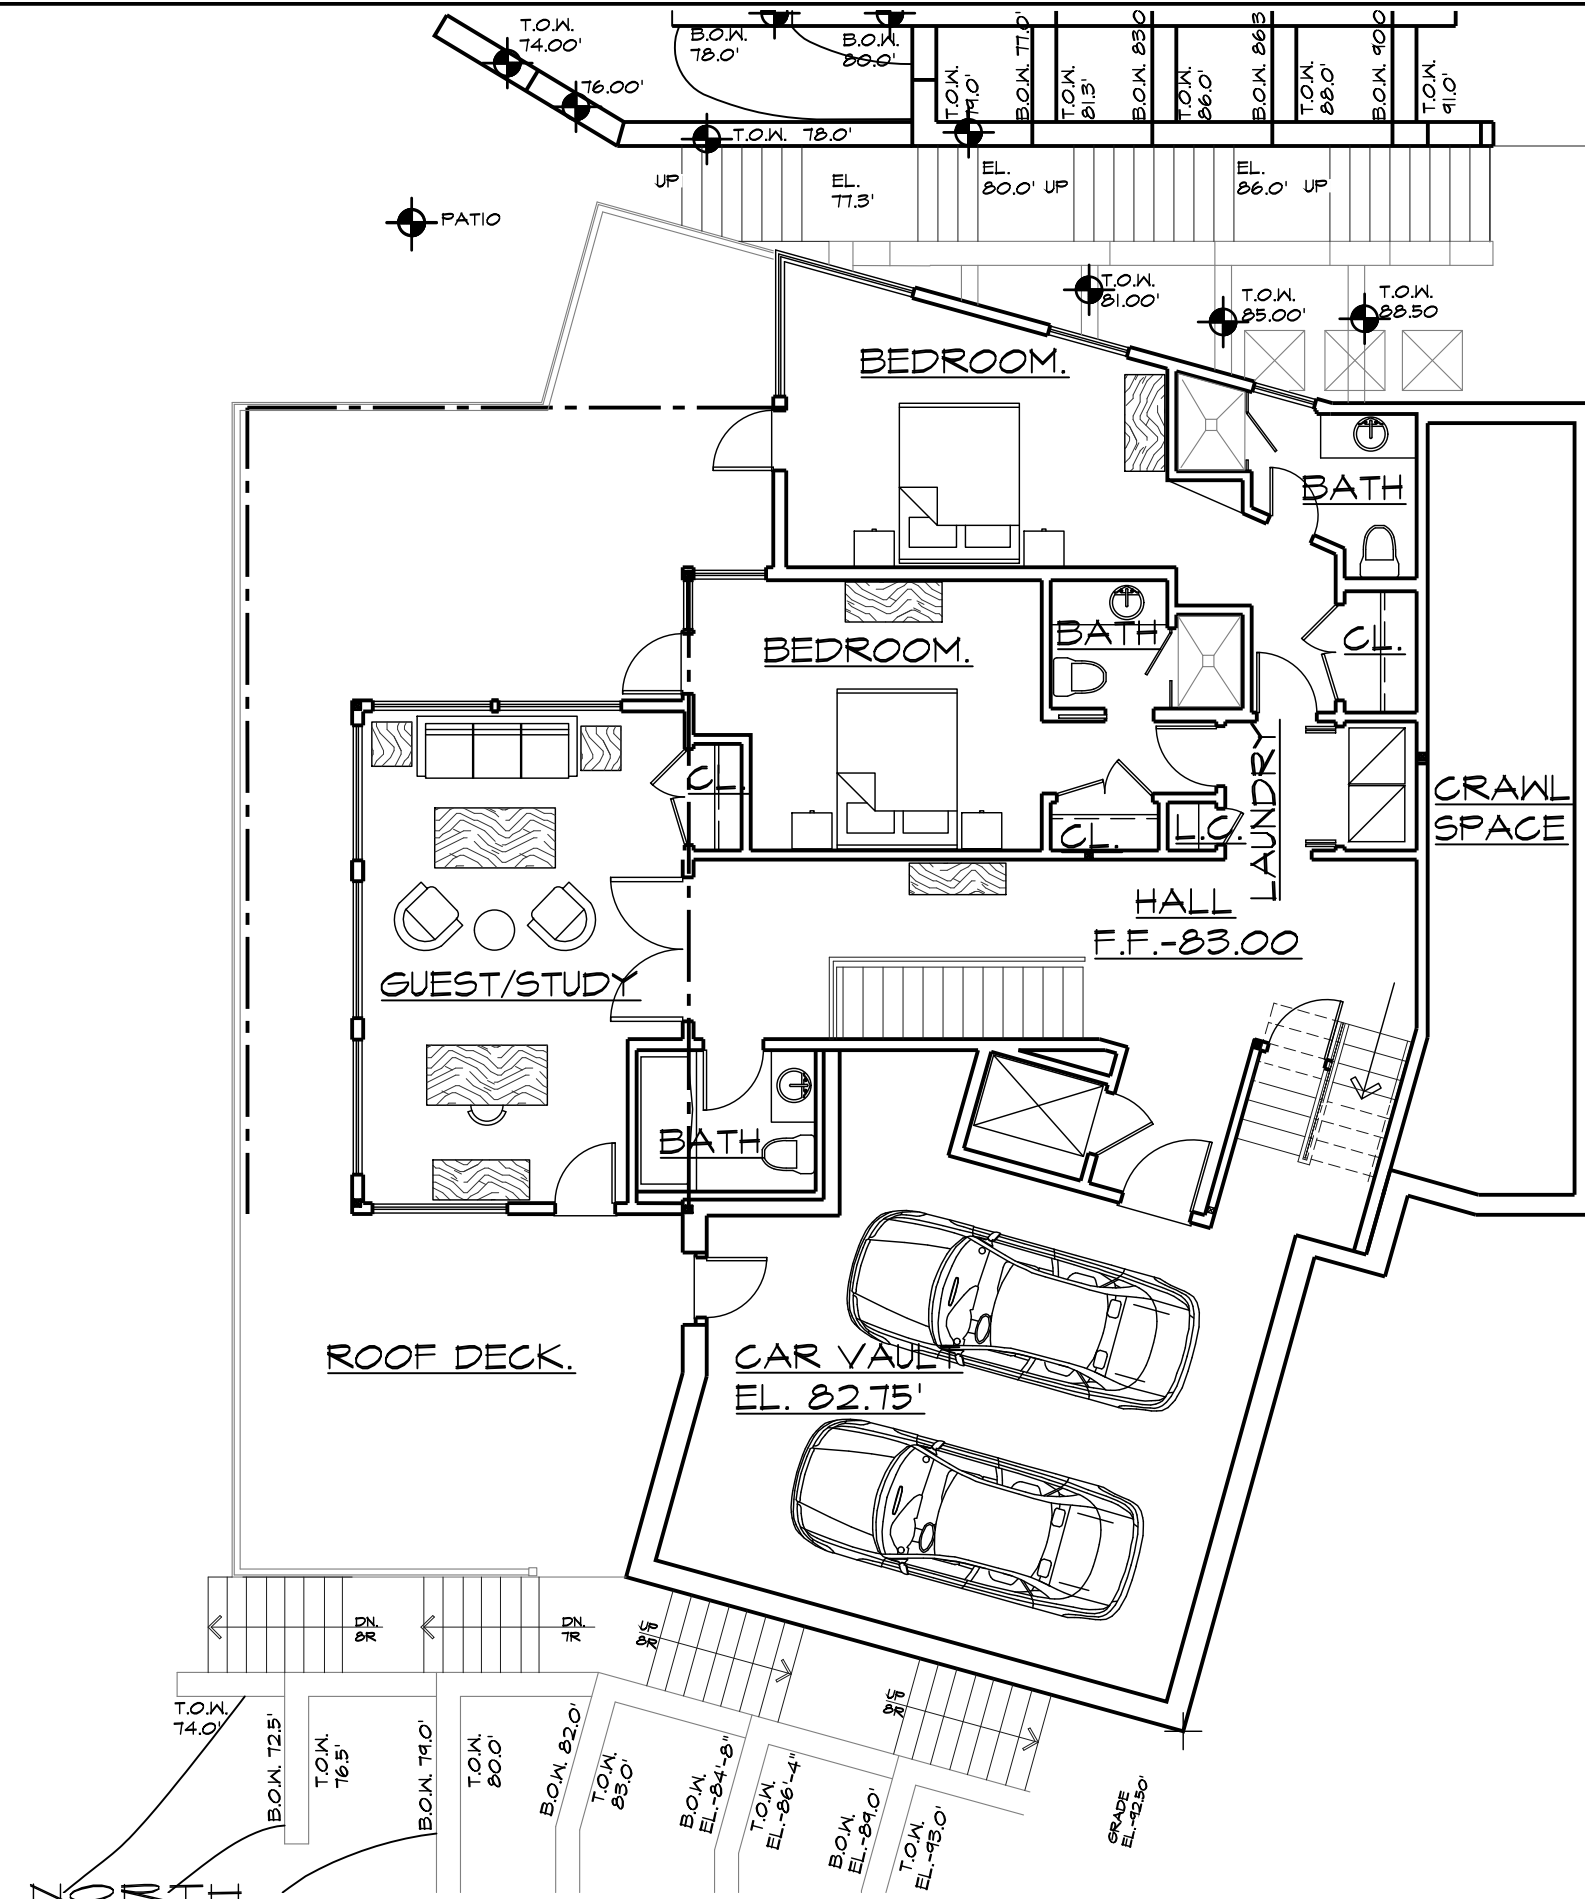 T.O.W.
74.00'
76.00'
B.O.W.
78.0'
B.O.W.
80.0'
T.O.W.
79.0'
B.O.W. 77.0'
T.O.W.
81.3'
B.O.W. 83.0
T.O.W.
86.0'
B.O.W. 86.3
T.O.W.
88.0'
B.O.W. 90.0
T.O.W.
91.0'
T.O.W. 78.0'
UP
EL.
77.3'
EL.
80.0' UP
EL.
86.0' UP
PATIO
T.O.W.
81.00'
T.O.W.
85.00'
T.O.W.
88.50
BEDROOM.
BATH
BEDROOM.
BATH
CL.
CL.
CL.
L.C.
LAUNDRY
CRAWL
SPACE
HALL
F.F.-83.00
GUEST/STUDY
BATH
ROOF DECK.
CAR VAULT
EL. 82.75'
DN.
8R
DN.
7R
UP
8R
UP
8R
T.O.W.
74.0'
B.O.W. 72.5'
T.O.W.
76.5'
B.O.W. 79.0'
T.O.W.
80.0'
B.O.W. 82.0'
T.O.W.
83.0'
B.O.W.
EL.-84'-8"
T.O.W.
EL.-86'-4"
B.O.W.
EL.-89.0'
T.O.W.
EL.-93.0'
GRADE
EL.-92.50'
NORTH